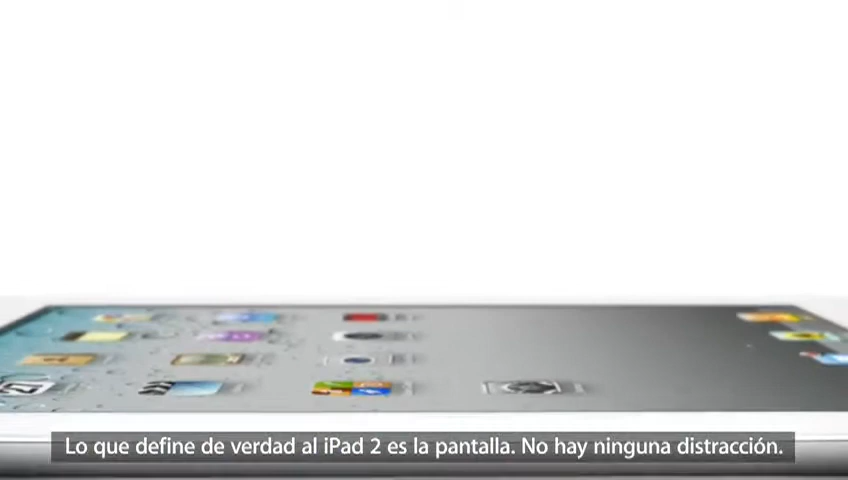 Lo que define de verdad al iPad 2 es la pantalla. No hay ninguna distracción.